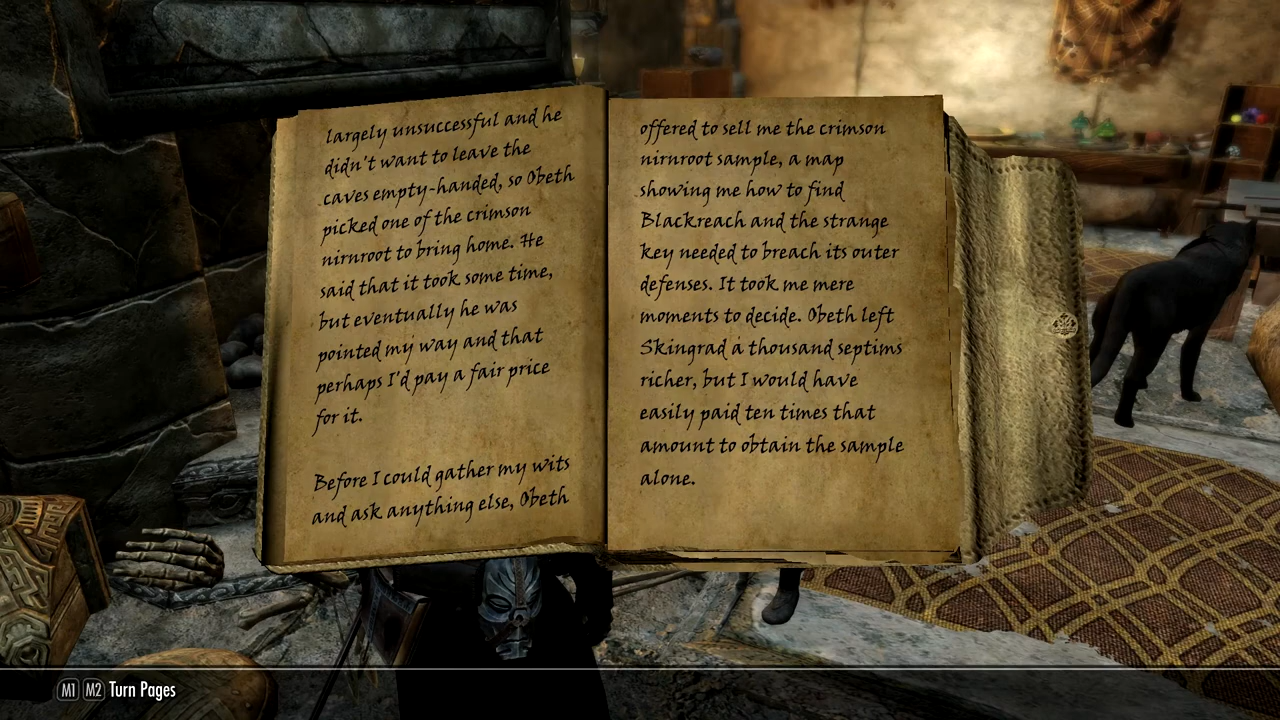 largely unsuccessful and he
didn't want to leave the
caves empty-handed, so Obeth
picked one of the crimson
nirnroot to bring home. He
said that it took some time,
but eventually he was
pointed my way and that
perhaps I'd pay a fair price
for it.
Before I could gather my wits
and ask anything else, Obeth
offered to sell me the crimson
nirnroot sample, a map
showing me how to find
Blackreach and the strange
key needed to breach its outer
defenses. It took me mere
moments to decide. Obeth left
Skingrad a thousand septims
richer, but I would have
easily paid ten times that
amount to obtain the sample
alone.
M1 M2 Turn Pages